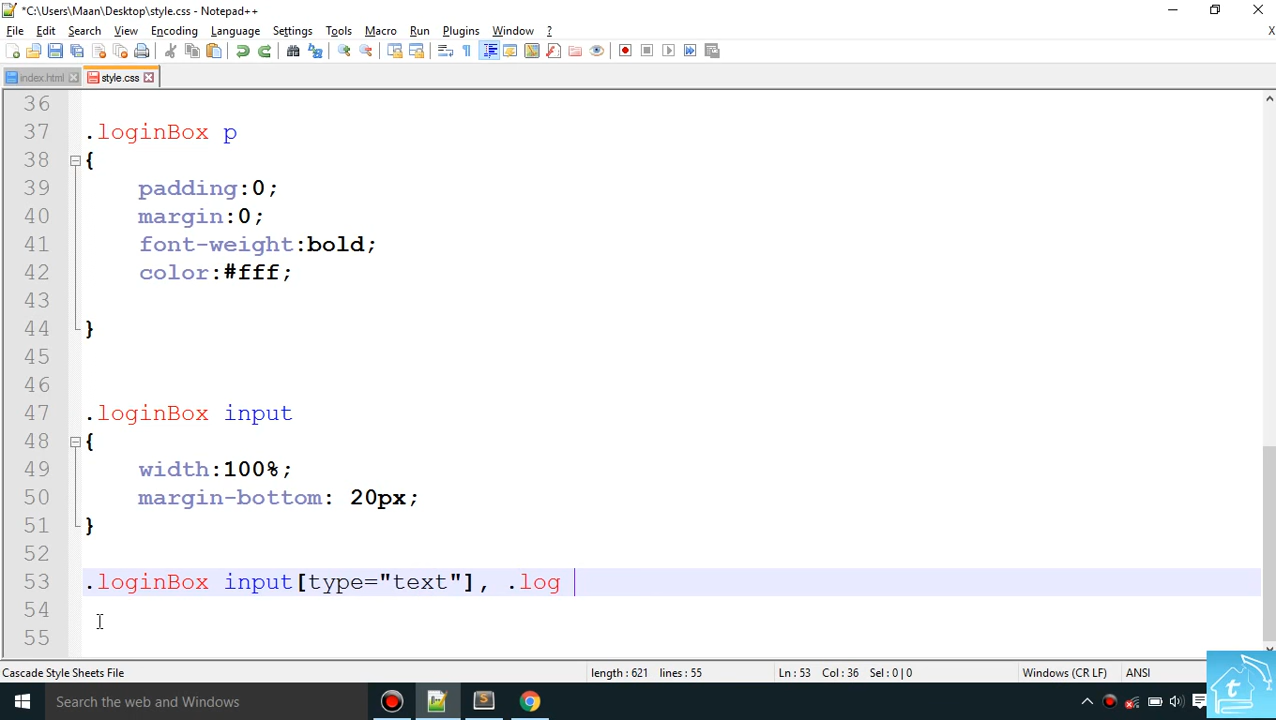 *C:\Users\Maan\Desktop\style.css - Notepad++
File Edit Search View Encoding Language Settings Tools Macro Run Plugins Window ? X
index.html style.css
36
37 .loginBox p
38 {
39 padding:0;
40 margin:0;
41 font-weight:bold;
42 color:#fff;
43
44 }
45
46
47 .loginBox input
48 {
49 width:100%;
50 margin-bottom: 20px;
51 }
52
53 .loginBox input[type="text"], .log
54
55
Cascade Style Sheets File length : 621 lines : 55 Ln : 53 Col : 36 Sel : 0 | 0 Windows (CR LF) ANSI
Search the web and Windows
t